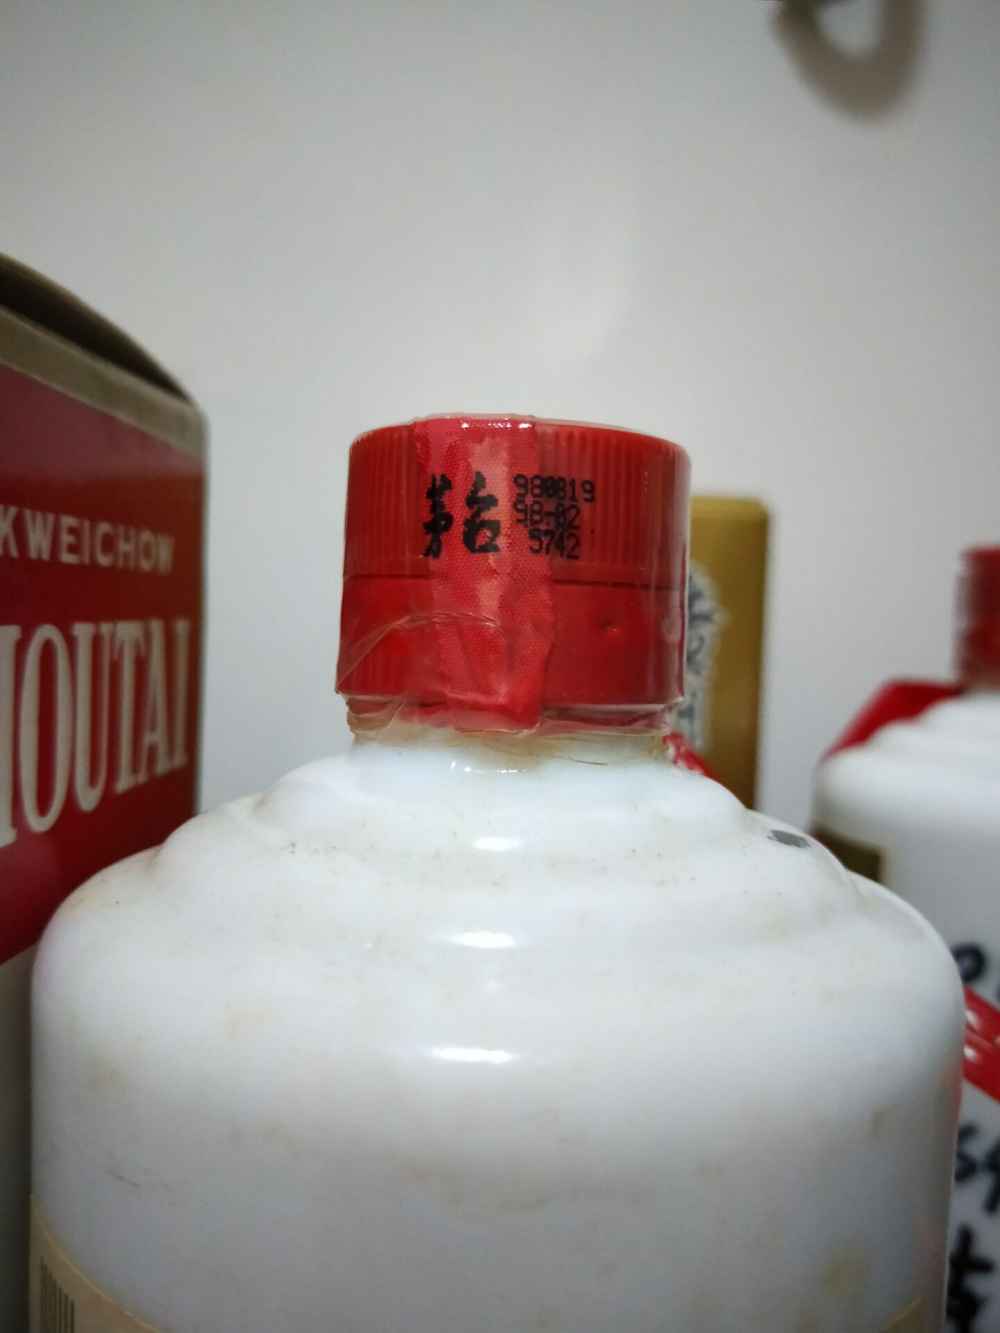 KWEICHOW
MOUTAI
茅台
980819
98-02
5742